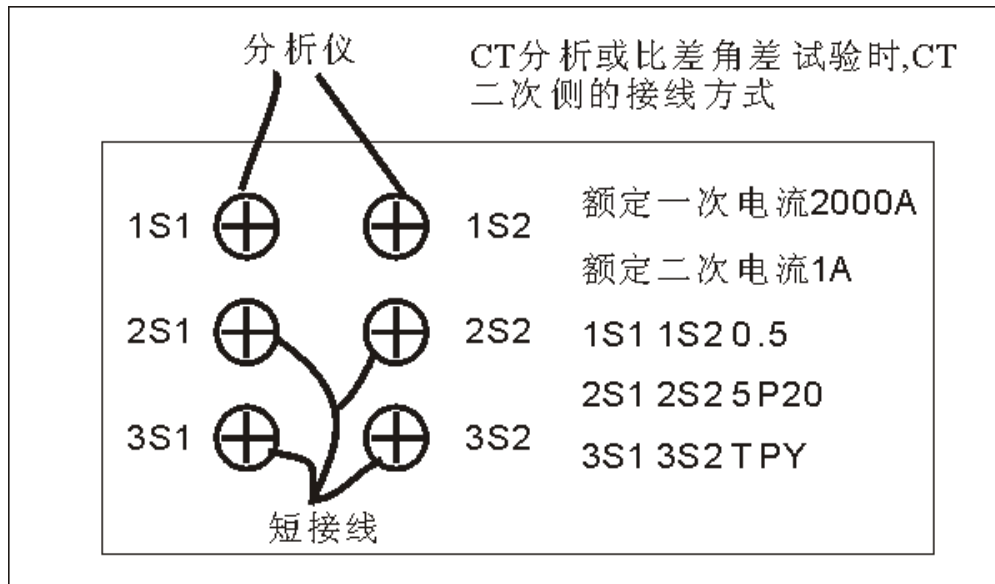 分析仪
CT分析或比差角差试验时,CT
二次侧的接线方式
1S1
1S2
额定一次电流2000A
额定二次电流1A
2S1
2S2
1S1 1S2 0.5
2S1 2S2 5P20
3S1
3S2
3S1 3S2 TPY
短接线